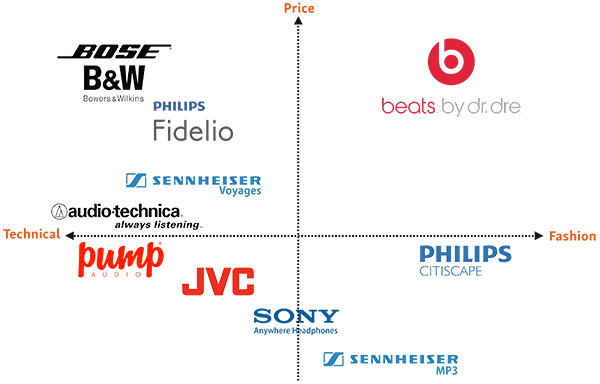 Price
BOSE
B&W
Bowers & Wilkins
b
beats by dr. dre
PHILIPS
Fidelio
SENNHEISER
Voyages
audio-technica
always listening
Technical
Fashion
pump
AUDIO
PHILIPS
CITISCAPE
JVC
SONY
Anywhere Headphones
SENNHEISER
MP3